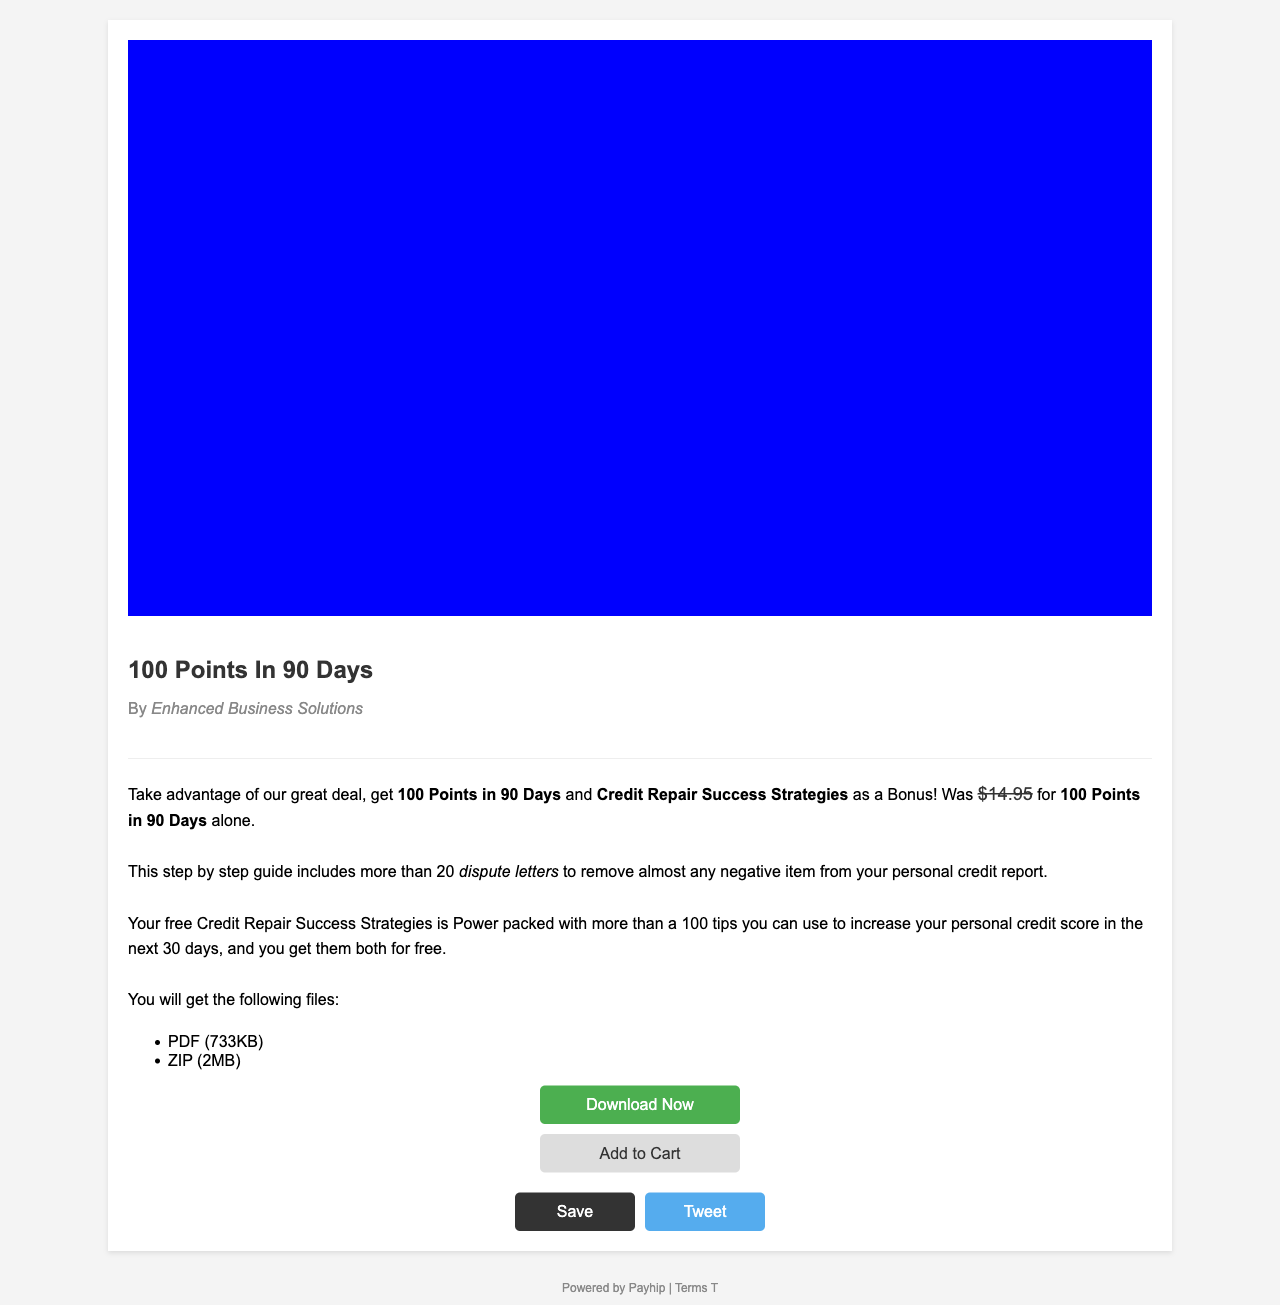 100 Points In 90 Days
By Enhanced Business Solutions
Take advantage of our great deal, get 100 Points in 90 Days and Credit Repair Success Strategies as a Bonus! Was $14.95 for 100 Points
in 90 Days alone.
This step by step guide includes more than 20 dispute letters to remove almost any negative item from your personal credit report.
Your free Credit Repair Success Strategies is Power packed with more than a 100 tips you can use to increase your personal credit score in the
next 30 days, and you get them both for free.
You will get the following files:
• PDF (733KB)
• ZIP (2MB)
Download Now
Add to Cart
Save Tweet
Powered by Payhip | Terms T